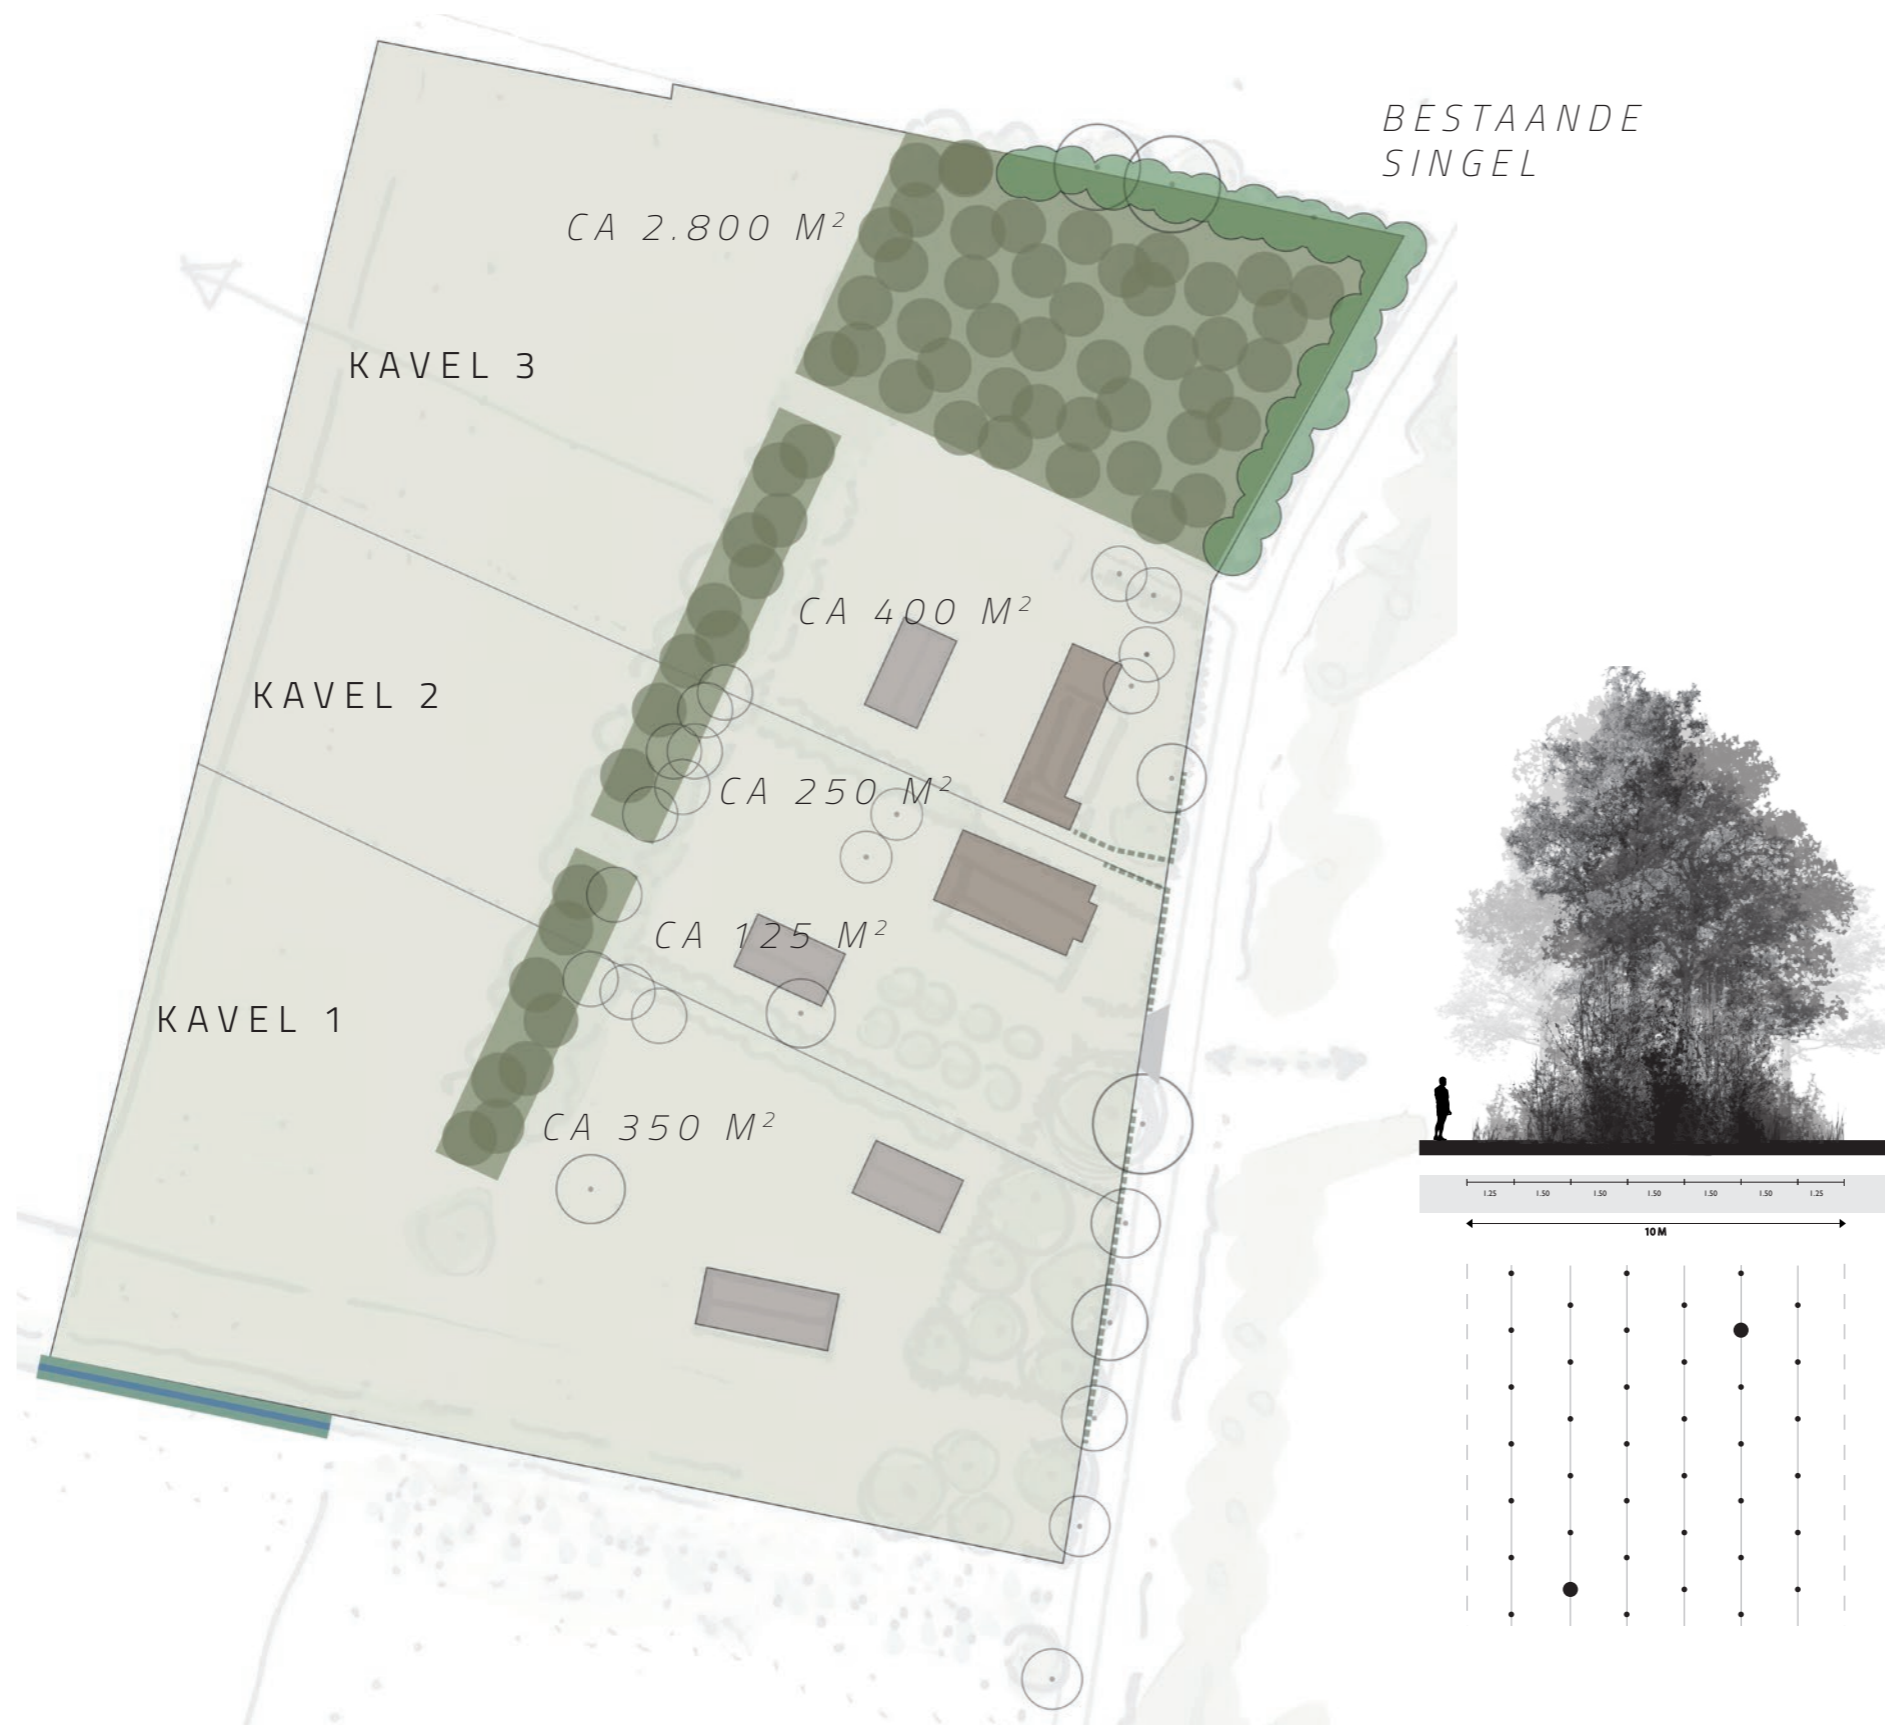 BESTAANDE
SINGEL
CA 2.800 M²
KAVEL 3
CA 400 M²
KAVEL 2
CA 250 M²
CA 125 M²
KAVEL 1
CA 350 M²
1.25 1.50 1.50 1.50 1.50 1.50 1.25
10 M